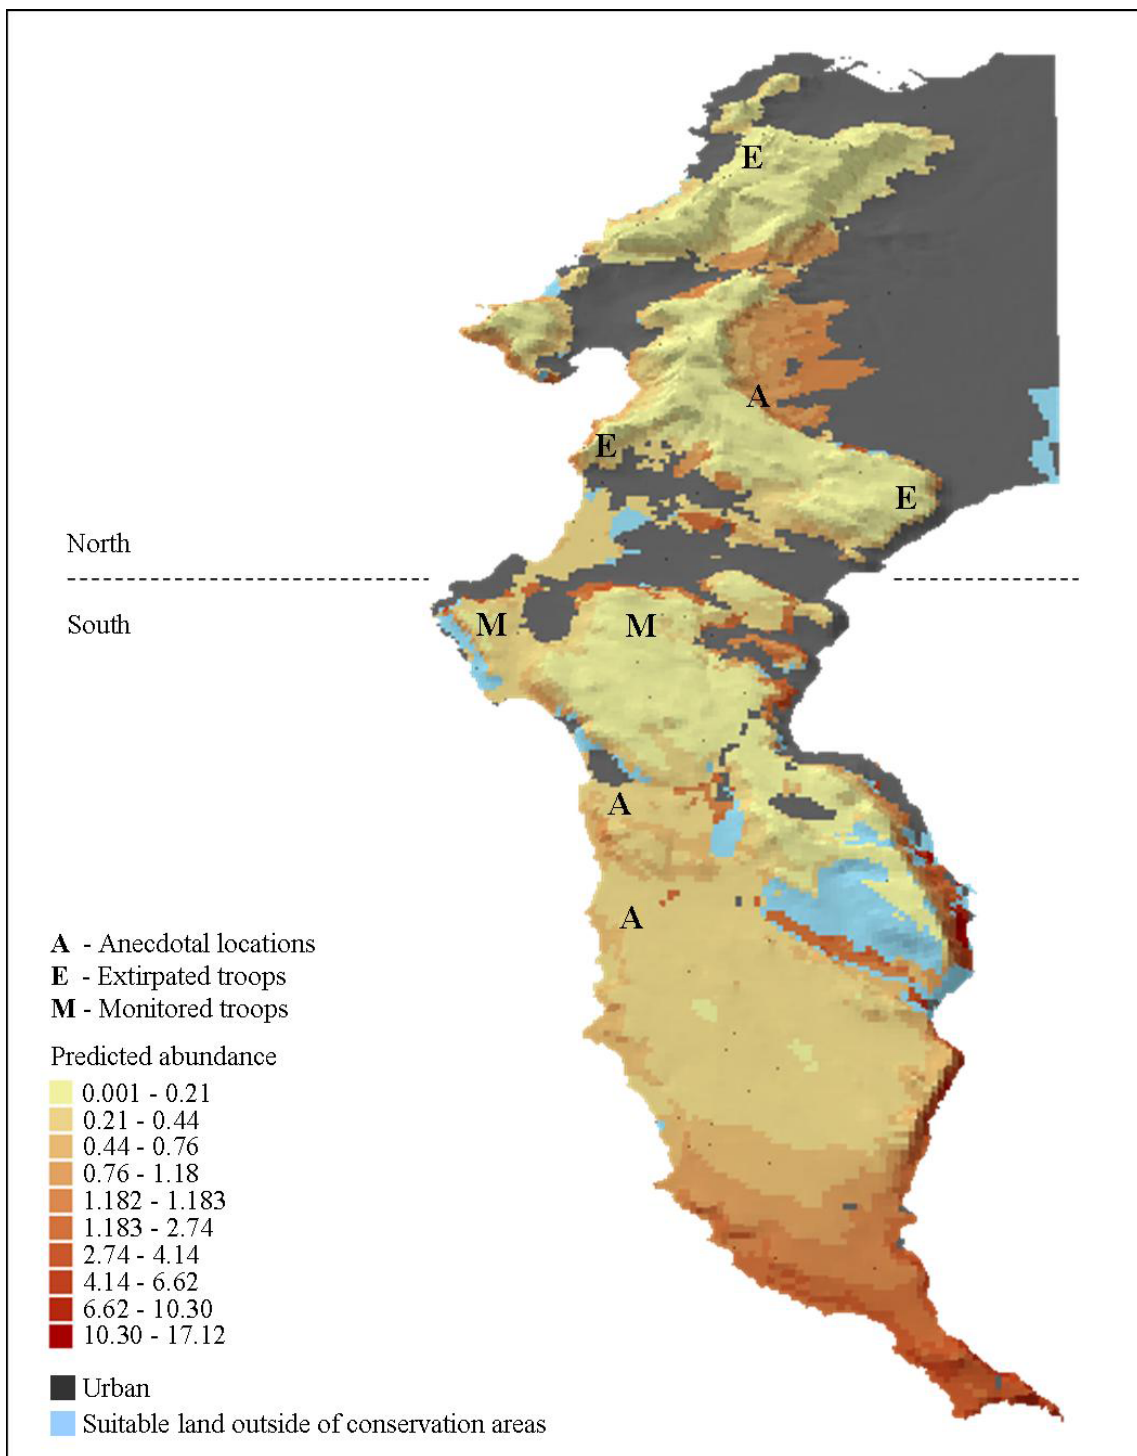 E
A
E
E
North
South
M
M
A
A
A - Anecdotal locations
E - Extirpated troops
M - Monitored troops
Predicted abundance
0.001 - 0.21
0.21 - 0.44
0.44 - 0.76
0.76 - 1.18
1.182 - 1.183
1.183 - 2.74
2.74 - 4.14
4.14 - 6.62
6.62 - 10.30
10.30 - 17.12
Urban
Suitable land outside of conservation areas